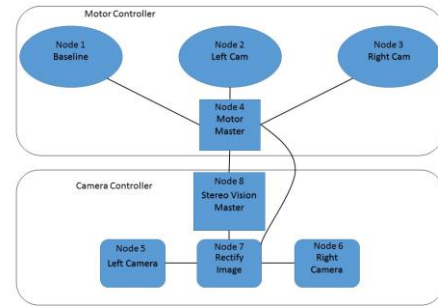 Motor Controller
Node 1
Baseline
Node 2
Left Cam
Node 3
Right Cam
Node 4
Motor
Master
Camera Controller
Node 8
Stereo Vision
Master
Node 5
Left Camera
Node 7
Rectify
Image
Node 6
Right
Camera